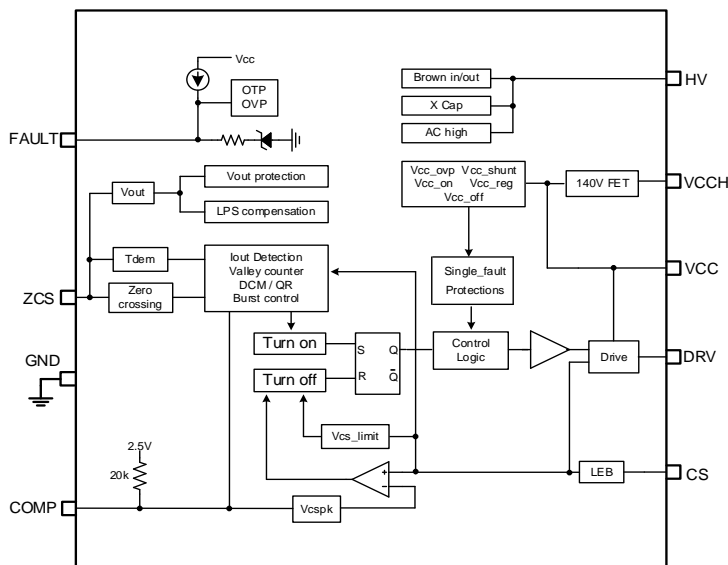 Vcc
OTP
OVP
FAULT
Brown in/out
X Cap
AC high
HV
Vout
Vout protection
LPS compensation
Vcc_ovp Vcc_shunt
Vcc_on Vcc_reg
Vcc_off
140V FET
VCCH
Tdem
Zero
crossing
ZCS
Iout Detection
Valley counter
DCM / QR
Burst control
Single_fault
Protections
VCC
GND
Turn on
Turn off
S Q
R Q̅
Control
Logic
Drive
DRV
Vcs_limit
2.5V
20k
+
-
LEB
CS
COMP
Vcspk